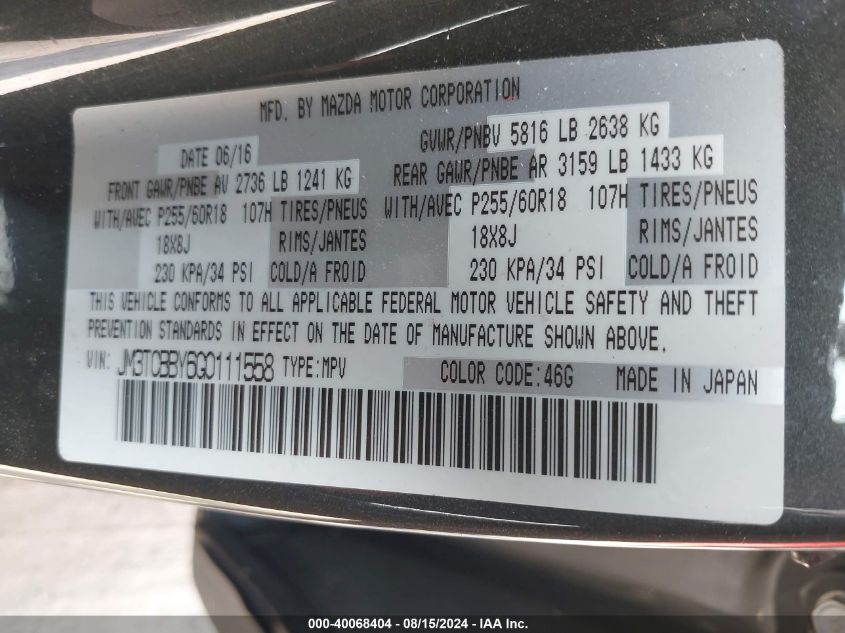 MFD. BY MAZDA MOTOR CORPORATION
DATE 06/16 GVWR/PNBV 5816 LB 2638 KG
FRONT GAWR/PNBE AV 2736 LB 1241 KG REAR GAWR/PNBE AR 3159 LB 1433 KG
WITH/AVEC P255/60R18 107H TIRES/PNEUS WITH/AVEC P255/60R18 107H TIRES/PNEUS
18X8J RIMS/JANTES 18X8J RIMS/JANTES
230 KPA/34 PSI COLD/A FROID 230 KPA/34 PSI COLD/A FROID
THIS VEHICLE CONFORMS TO ALL APPLICABLE FEDERAL MOTOR VEHICLE SAFETY AND THEFT
PREVENTION STANDARDS IN EFFECT ON THE DATE OF MANUFACTURE SHOWN ABOVE.
VIN: JM3TCBBY6G0111558 TYPE:MPV COLOR CODE:46G MADE IN JAPAN
000-40068404 - 08/15/2024 - IAA Inc.